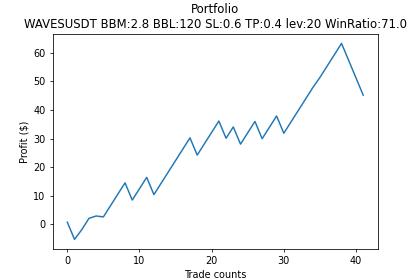 Portfolio
WAVESUSDT BBM:2.8 BBL:120 SL:0.6 TP:0.4 lev:20 WinRatio:71.0
60
50
40
30
20
10
0
Profit ($)
0 10 20 30 40
Trade counts